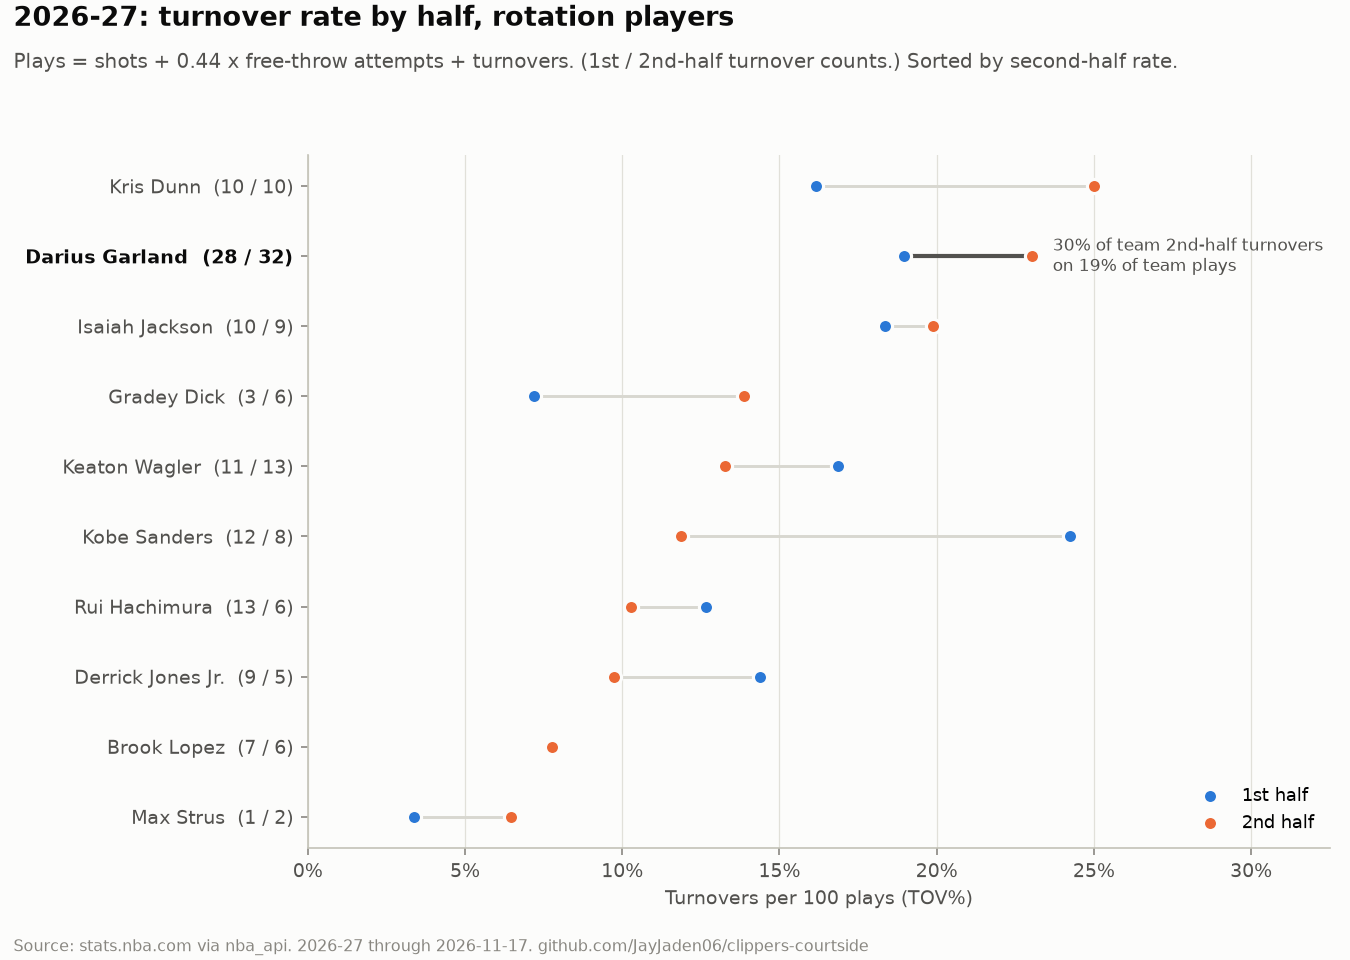 2026-27: turnover rate by half, rotation players
Plays = shots + 0.44 x free-throw attempts + turnovers. (1st / 2nd-half turnover counts.) Sorted by second-half rate.
Kris Dunn (10 / 10)
Darius Garland (28 / 32)
30% of team 2nd-half turnovers
on 19% of team plays
Isaiah Jackson (10 / 9)
Gradey Dick (3 / 6)
Keaton Wagler (11 / 13)
Kobe Sanders (12 / 8)
Rui Hachimura (13 / 6)
Derrick Jones Jr. (9 / 5)
Brook Lopez (7 / 6)
Max Strus (1 / 2)
1st half
2nd half
0% 5% 10% 15% 20% 25% 30%
Turnovers per 100 plays (TOV%)
Source: stats.nba.com via nba_api. 2026-27 through 2026-11-17. github.com/JayJaden06/clippers-courtside